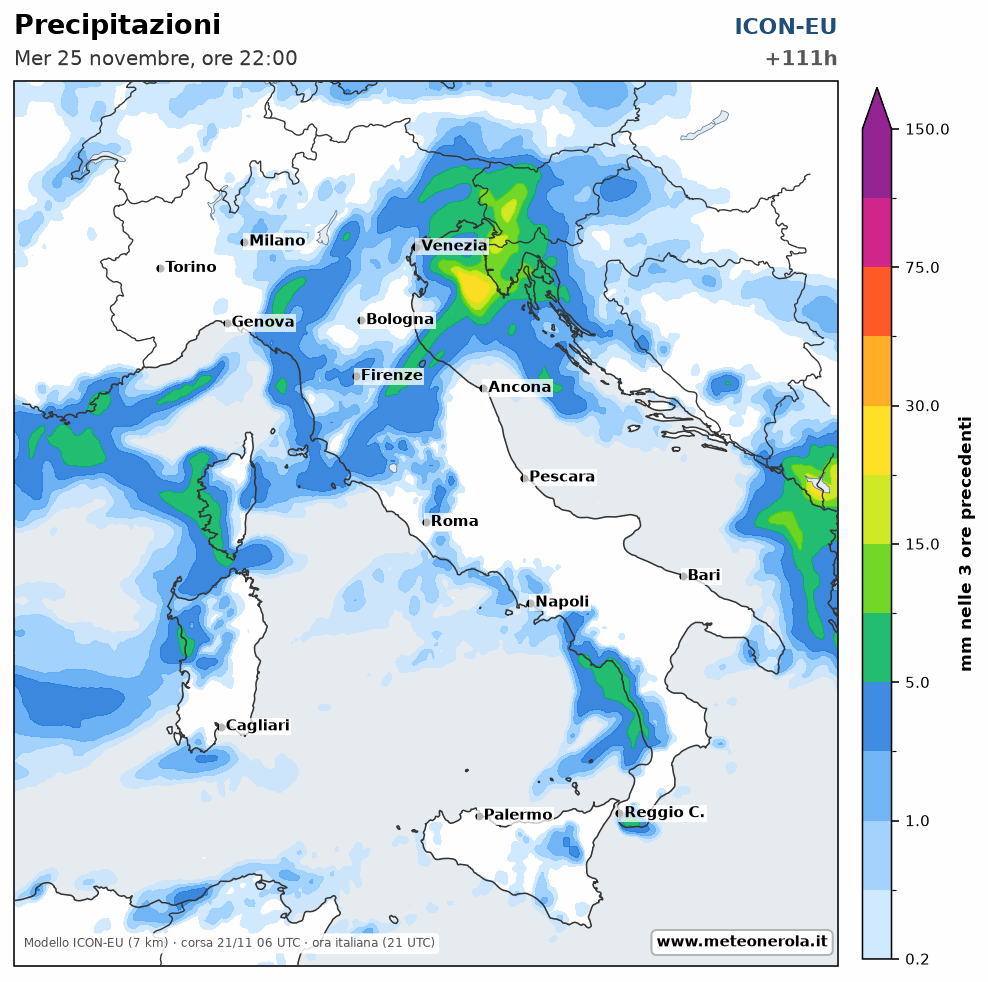 Precipitazioni
ICON-EU
Mer 25 novembre, ore 22:00
+111h
Milano
Venezia
Torino
Genova
Bologna
Firenze
Ancona
Pescara
Roma
Bari
Napoli
Cagliari
Palermo
Reggio C.
150.0
75.0
30.0
15.0
5.0
1.0
0.2
mm nelle 3 ore precedenti
Modello ICON-EU (7 km) · corsa 21/11 06 UTC · ora italiana (21 UTC)
www.meteonerola.it